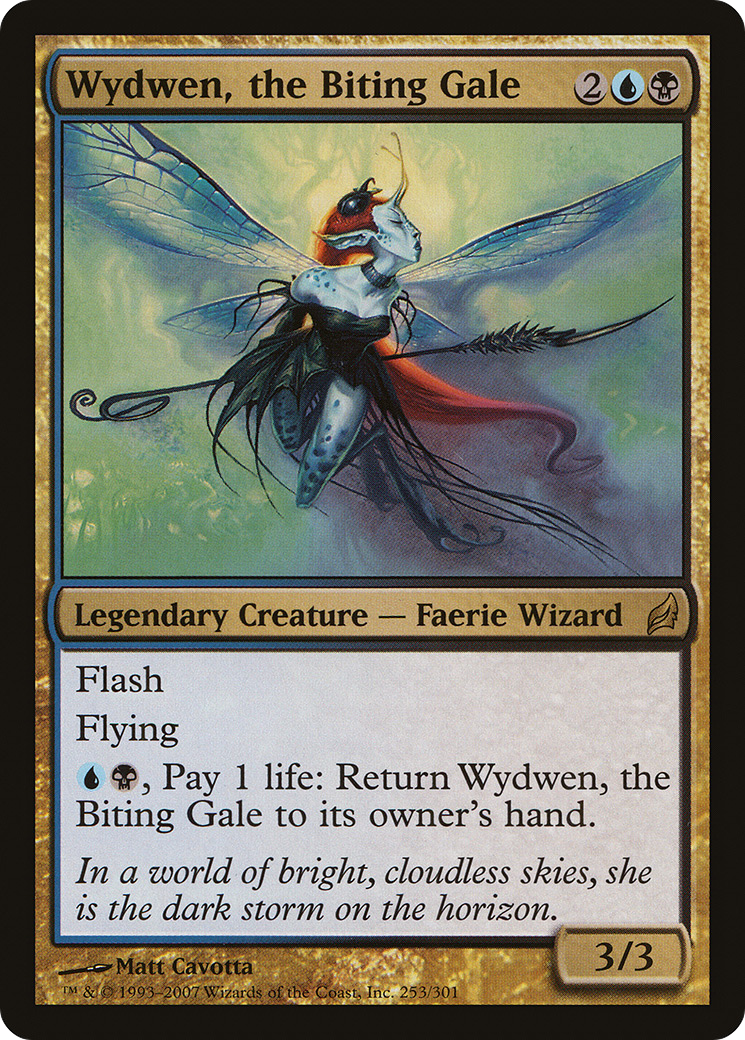 Wydwen, the Biting Gale 2
Legendary Creature — Faerie Wizard
Flash
Flying
, Pay 1 life: Return Wydwen, the
Biting Gale to its owner's hand.
In a world of bright, cloudless skies, she
is the dark storm on the horizon.
3/3
Matt Cavotta
™ & © 1993–2007 Wizards of the Coast, Inc. 253/301